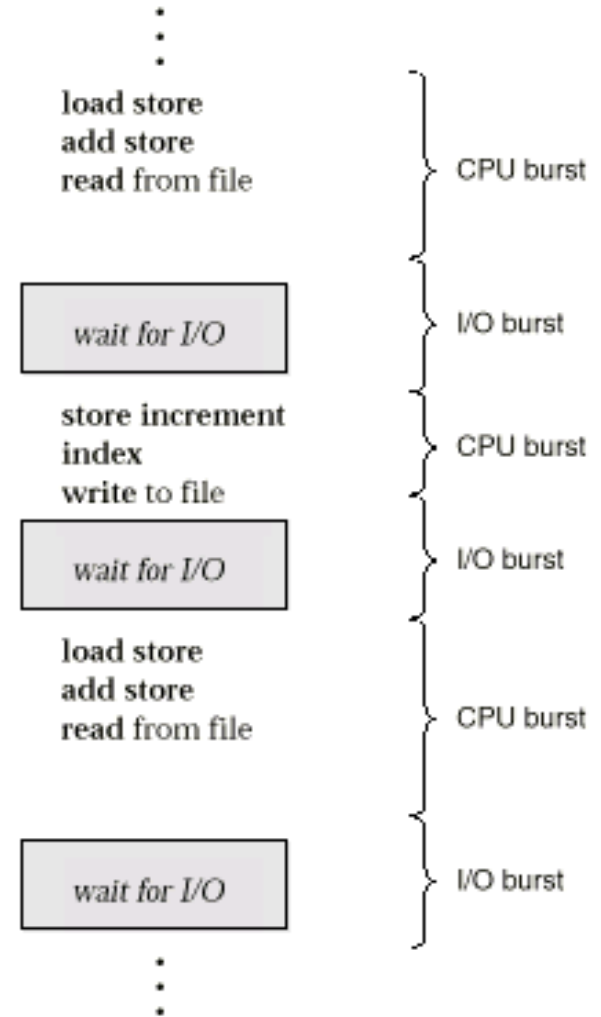 load store
add store
read from file
CPU burst
wait for I/O
I/O burst
store increment
index
write to file
CPU burst
wait for I/O
I/O burst
load store
add store
read from file
CPU burst
wait for I/O
I/O burst